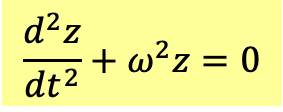 d²z/dt² + ω²z = 0